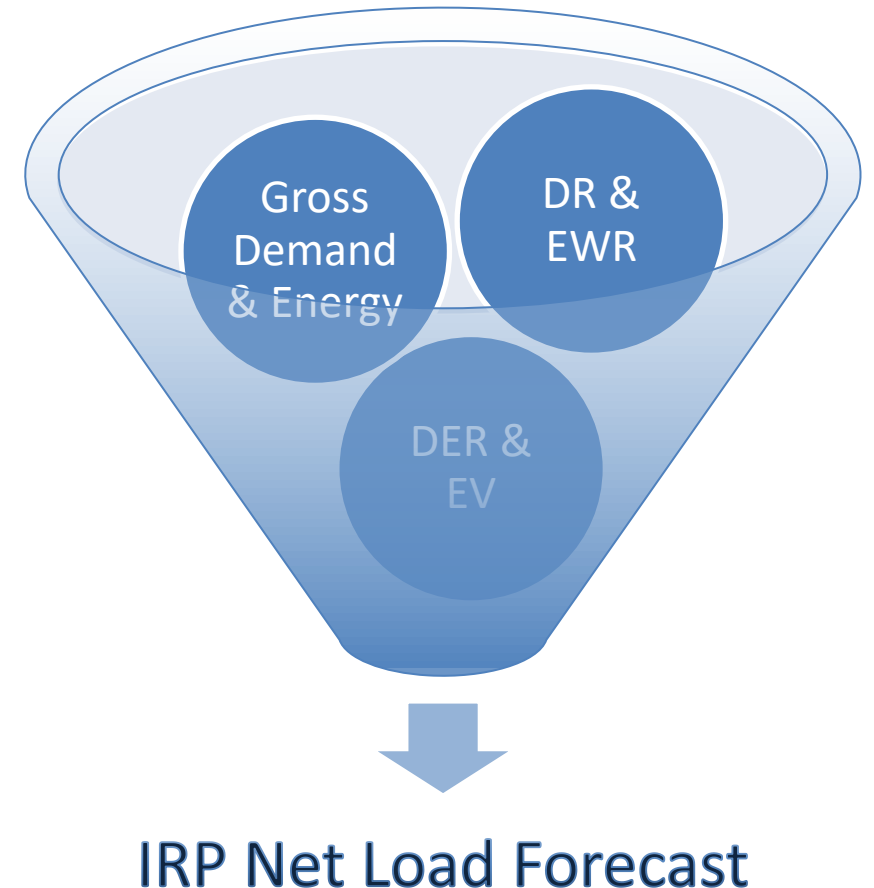 Gross
Demand
& Energy
DR &
EWR
DER &
EV
IRP Net Load Forecast